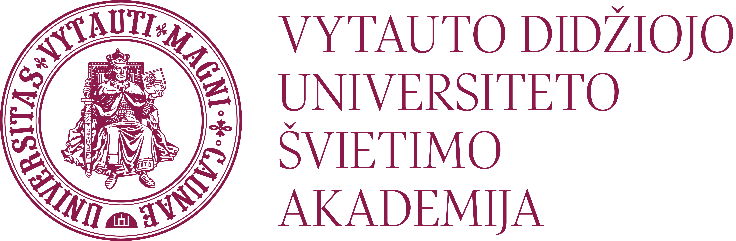 UNIVERSITAS VYTAUTI MAGNI CAUNAE
VYTAUTO DIDŽIOJO
UNIVERSITETO
ŠVIETIMO
AKADEMIJA